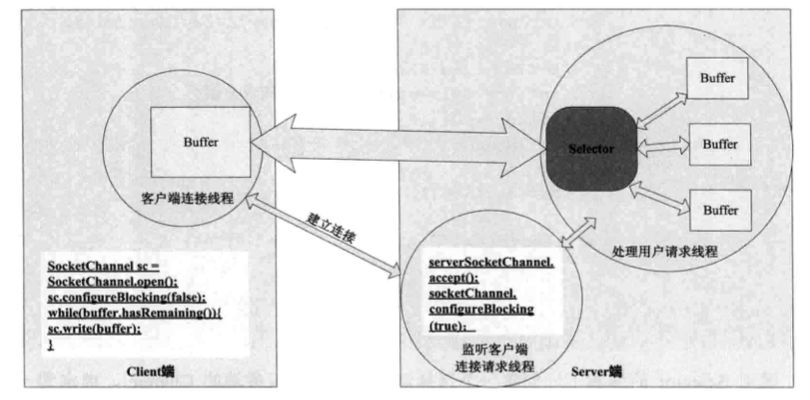 Buffer
客户端连接线程
SocketChannel sc =
SocketChannel.open();
sc.configureBlocking(false);
while(buffer.hasRemaining()){
sc.write(buffer);
}
Client端
建立连接
Selector
Buffer
Buffer
Buffer
处理用户请求线程
serverSocketChannel.
accept();
socketChannel.
configureBlocking
(true);
监听客户端
连接请求线程
Server端